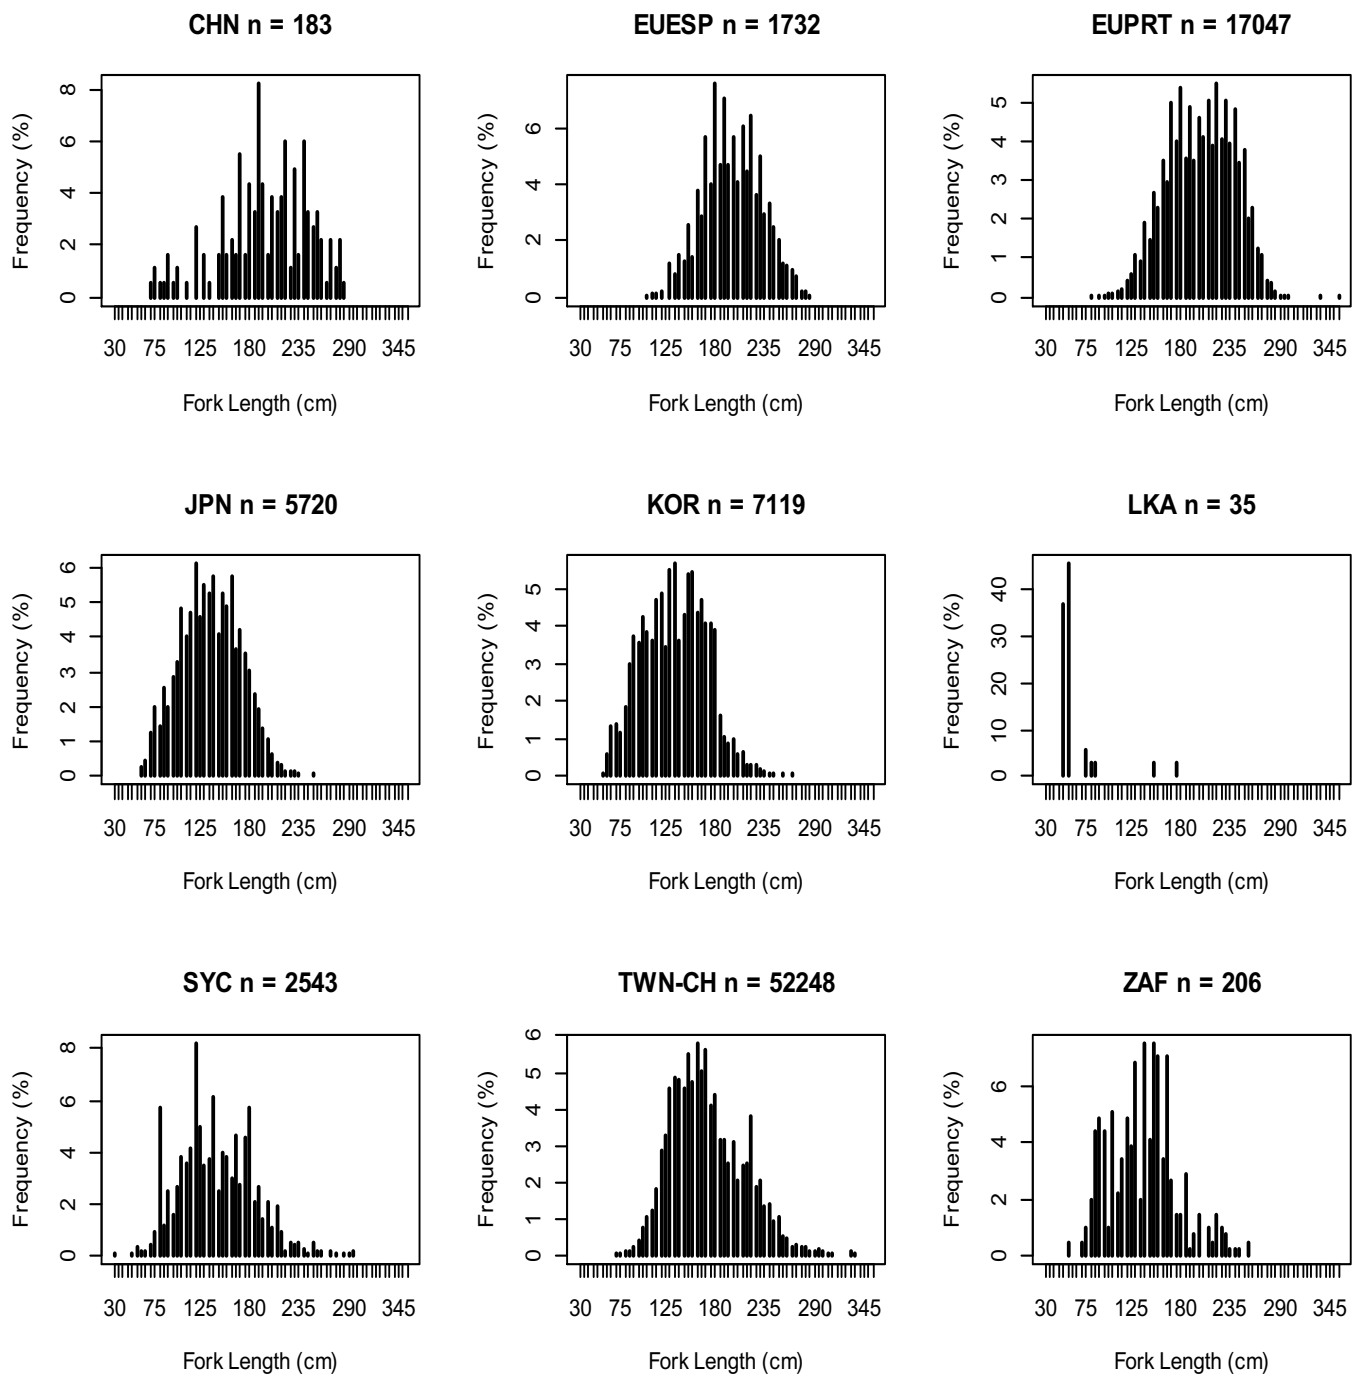 CHN n = 183
EUESP n = 1732
EUPRT n = 17047
Frequency (%)
0 2 4 6 8
30 75 125 180 235 290 345
Fork Length (cm)
Frequency (%)
0 2 4 6
30 75 125 180 235 290 345
Fork Length (cm)
Frequency (%)
0 1 2 3 4 5
30 75 125 180 235 290 345
Fork Length (cm)
JPN n = 5720
KOR n = 7119
LKA n = 35
Frequency (%)
0 1 2 3 4 5 6
30 75 125 180 235 290 345
Fork Length (cm)
Frequency (%)
0 1 2 3 4 5
30 75 125 180 235 290 345
Fork Length (cm)
Frequency (%)
0 10 20 30 40
30 75 125 180 235 290 345
Fork Length (cm)
SYC n = 2543
TWN-CH n = 52248
ZAF n = 206
Frequency (%)
0 2 4 6 8
30 75 125 180 235 290 345
Fork Length (cm)
Frequency (%)
0 1 2 3 4 5 6
30 75 125 180 235 290 345
Fork Length (cm)
Frequency (%)
0 2 4 6
30 75 125 180 235 290 345
Fork Length (cm)